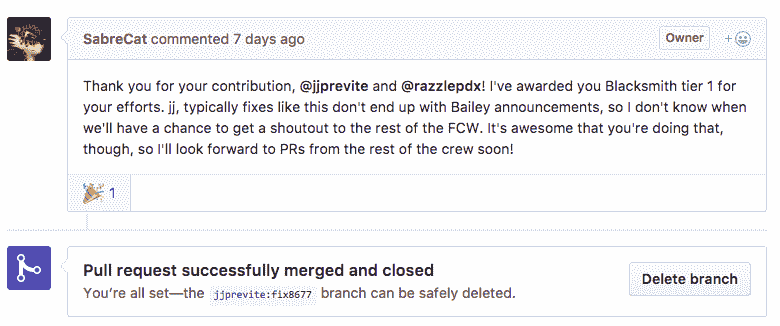 SabreCat commented 7 days ago
Owner
+
Thank you for your contribution, @jjprevite and @razzlepdx! I've awarded you Blacksmith tier 1 for
your efforts. jj, typically fixes like this don't end up with Bailey announcements, so I don't know when
we'll have a chance to get a shoutout to the rest of the FCW. It's awesome that you're doing that,
though, so I'll look forward to PRs from the rest of the crew soon!
1
Pull request successfully merged and closed
Delete branch
You're all set—the jjprevite:fix8677 branch can be safely deleted.